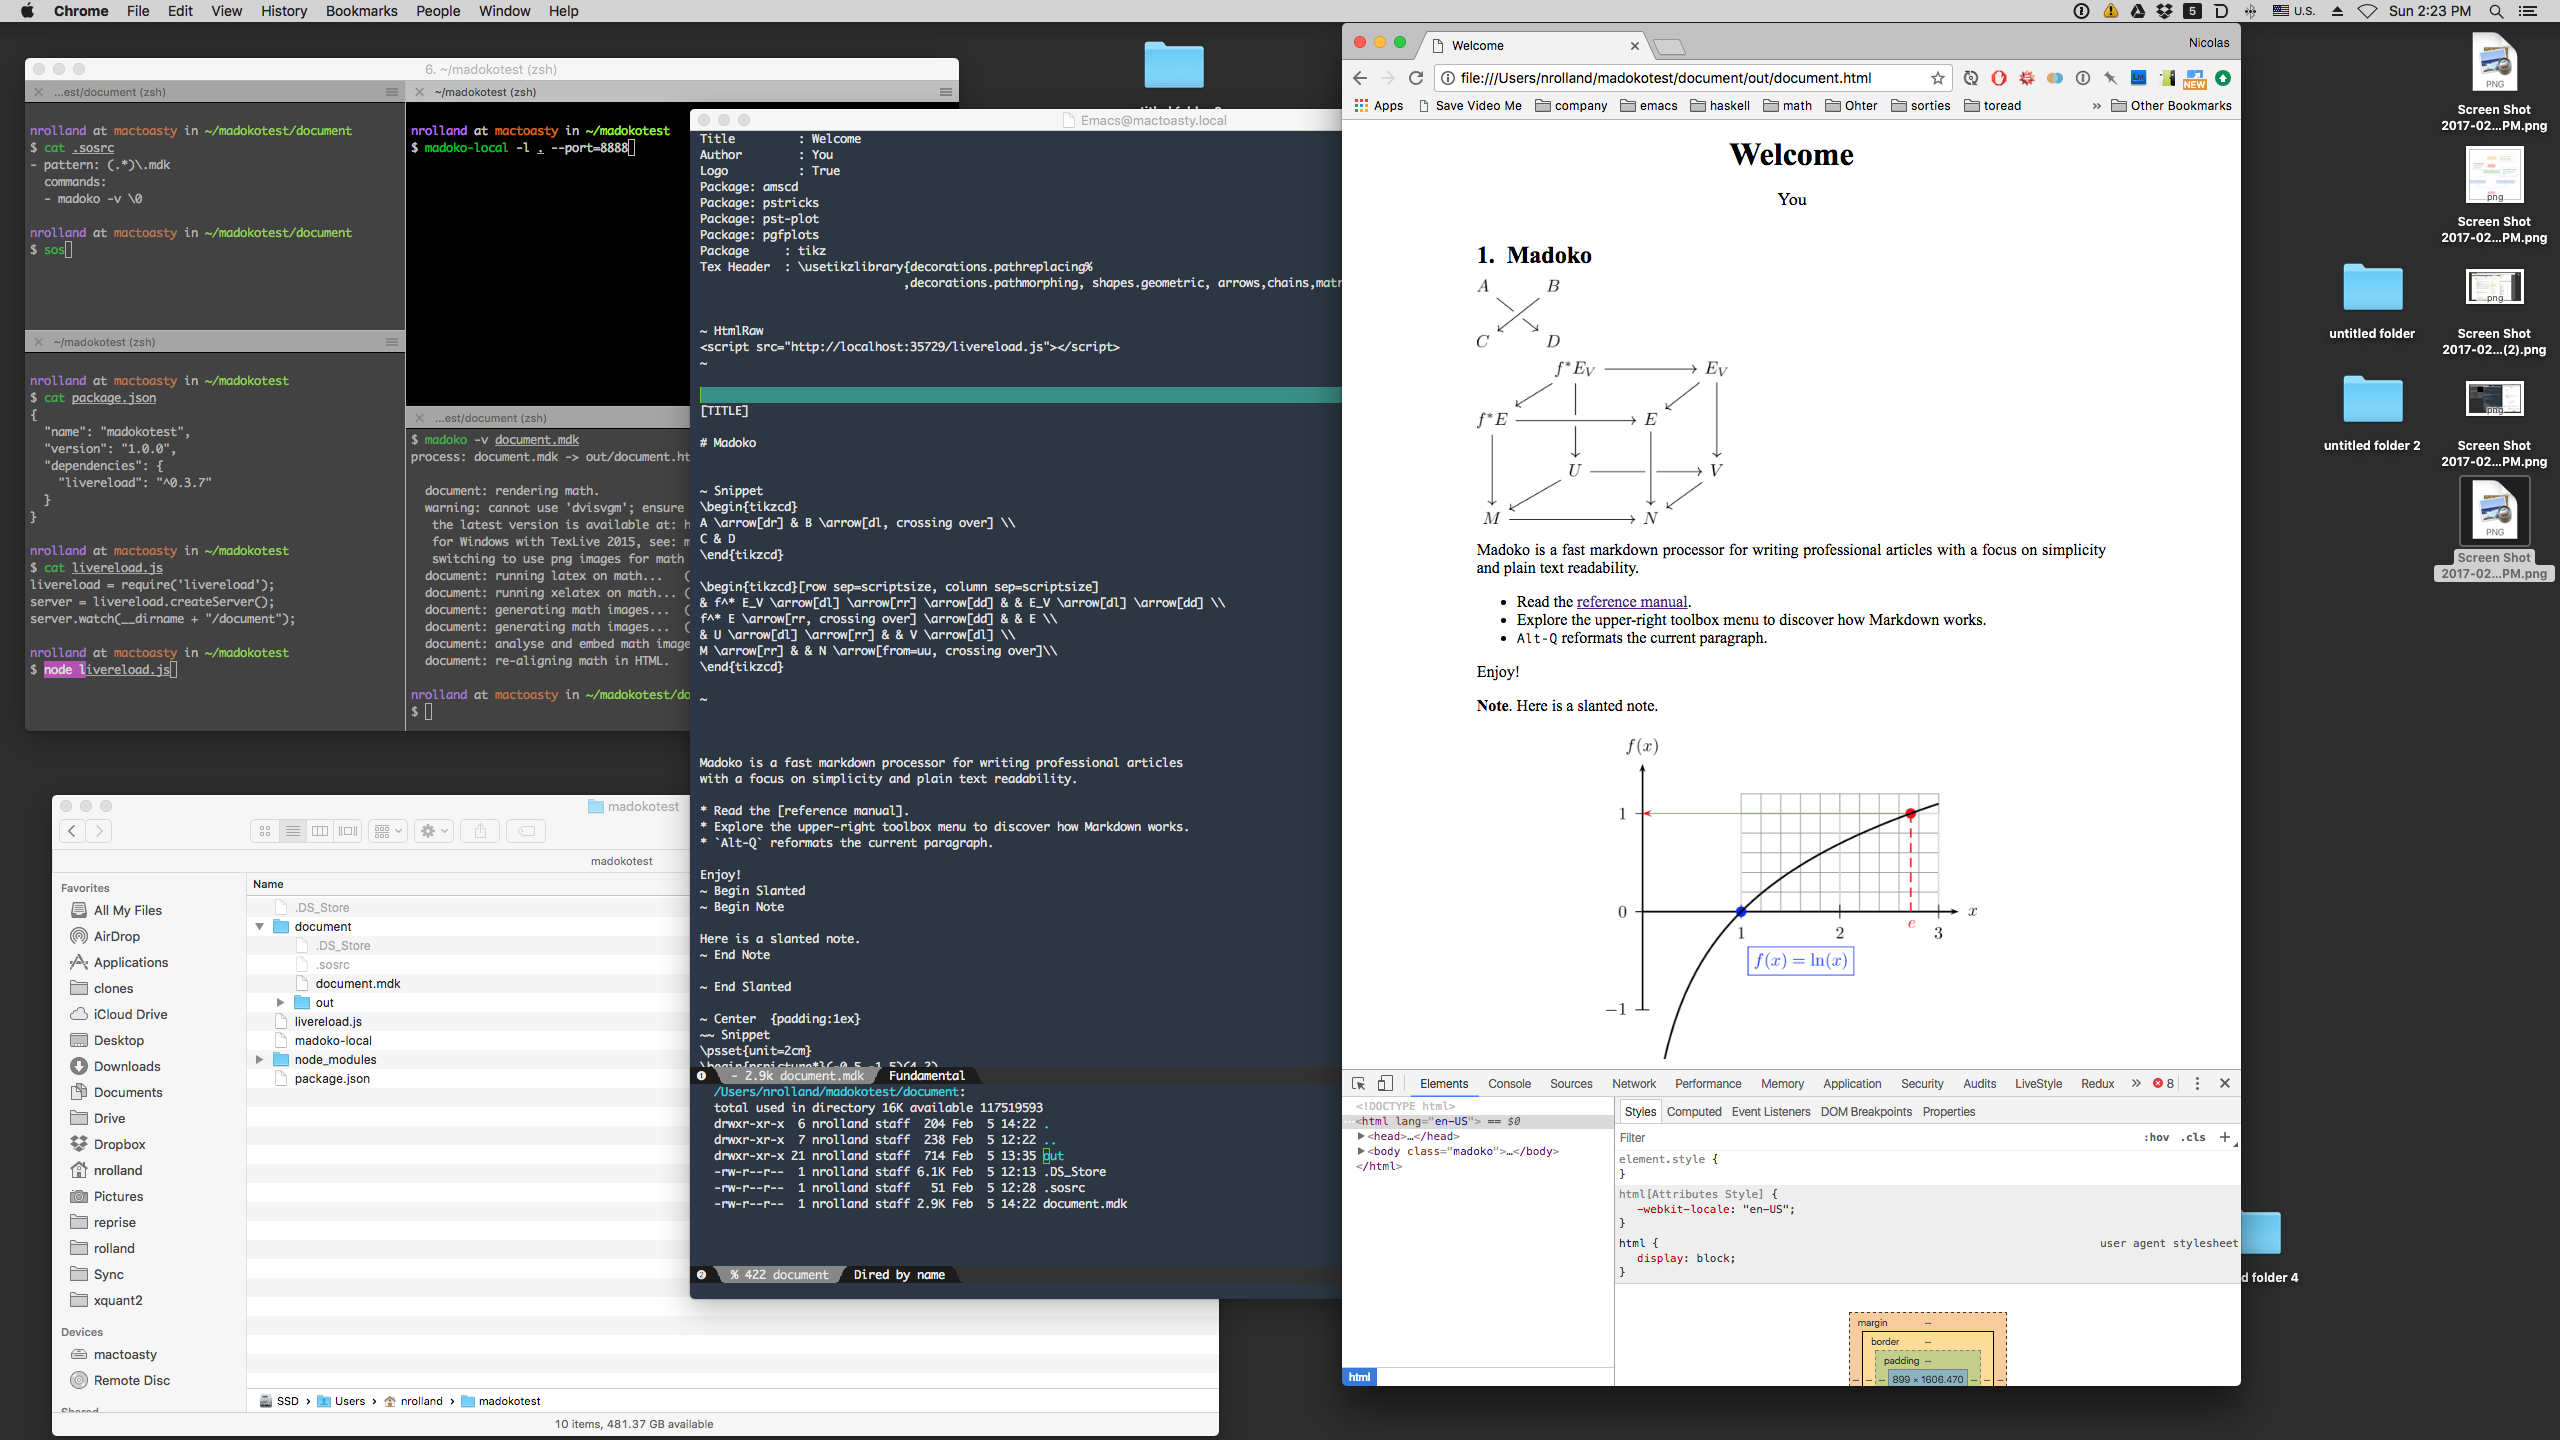 Chrome File Edit View History Bookmarks People Window Help
5 U.S. Sun 2:23 PM
6. ~/madokotest (zsh)
...est/document (zsh)
nrolland at mactoasty in ~/madokotest/document
$ cat .sosrc
- pattern: (.*)\.mdk
commands:
- madoko -v \0
nrolland at mactoasty in ~/madokotest/document
$ sos
~/madokotest (zsh)
nrolland at mactoasty in ~/madokotest
$ cat package.json
{
"name": "madokotest",
"version": "1.0.0",
"dependencies": {
"livereload": "^0.3.7"
}
}
nrolland at mactoasty in ~/madokotest
$ cat livereload.js
livereload = require('livereload');
server = livereload.createServer();
server.watch(__dirname + "/document");
nrolland at mactoasty in ~/madokotest
$ node livereload.js
~/madokotest (zsh)
nrolland at mactoasty in ~/madokotest
$ madoko-local -l . --port=8888
...est/document (zsh)
$ madoko -v document.mdk
process: document.mdk -> out/document.ht
document: rendering math.
warning: cannot use 'dvisvgm'; ensure
the latest version is available at: h
for Windows with TexLive 2015, see: m
switching to use png images for math
document: running latex on math... (
document: running xelatex on math... (
document: generating math images... (
document: generating math images... (
document: analyse and embed math image
document: re-aligning math in HTML.
nrolland at mactoasty in ~/madokotest/do
$
Emacs@mactoasty.local
Title : Welcome
Author : You
Logo : True
Package: amscd
Package: pstricks
Package: pst-plot
Package: pgfplots
Package : tikz
Tex Header : \usetikzlibrary{decorations.pathreplacing%
,decorations.pathmorphing, shapes.geometric, arrows,chains,matr
~ HtmlRaw
<script src="http://localhost:35729/livereload.js"></script>
~
[TITLE]
# Madoko
~ Snippet
\begin{tikzcd}
A \arrow[dr] & B \arrow[dl, crossing over] \\
C & D
\end{tikzcd}
\begin{tikzcd}[row sep=scriptsize, column sep=scriptsize]
& f^* E_V \arrow[dl] \arrow[rr] \arrow[dd] & & E_V \arrow[dl] \arrow[dd] \\
f^* E \arrow[rr, crossing over] \arrow[dd] & & E \\
& U \arrow[dl] \arrow[rr] & & V \arrow[dl] \\
M \arrow[rr] & & N \arrow[from=uu, crossing over]\\
\end{tikzcd}
~
Madoko is a fast markdown processor for writing professional articles
with a focus on simplicity and plain text readability.
* Read the [reference manual].
* Explore the upper-right toolbox menu to discover how Markdown works.
* `Alt-Q` reformats the current paragraph.
Enjoy!
~ Begin Slanted
~ Begin Note
Here is a slanted note.
~ End Note
~ End Slanted
~ Center {padding:1ex}
~~ Snippet
\psset{unit=2cm}
1 - 2.9k document.mdk Fundamental
/Users/nrolland/madokotest/document:
total used in directory 16K available 117519593
drwxr-xr-x 6 nrolland staff 204 Feb 5 14:22 .
drwxr-xr-x 7 nrolland staff 238 Feb 5 12:22 ..
drwxr-xr-x 21 nrolland staff 714 Feb 5 13:35 out
-rw-r--r-- 1 nrolland staff 6.1K Feb 5 12:13 .DS_Store
-rw-r--r-- 1 nrolland staff 51 Feb 5 12:28 .sosrc
-rw-r--r-- 1 nrolland staff 2.9K Feb 5 14:22 document.mdk
2 % 422 document Dired by name
madokotest
madokotest
Favorites
All My Files
AirDrop
Applications
clones
iCloud Drive
Desktop
Downloads
Documents
Drive
Dropbox
nrolland
Pictures
reprise
rolland
Sync
xquant2
Devices
mactoasty
Remote Disc
Name
.DS_Store
document
.DS_Store
.sosrc
document.mdk
out
livereload.js
madoko-local
node_modules
package.json
SSD › Users › nrolland › madokotest
10 items, 481.37 GB available
Welcome
Nicolas
file:///Users/nrolland/madokotest/document/out/document.html
NEW
Apps Save Video Me company emacs haskell math Ohter sorties toread » Other Bookmarks
Welcome
You
1. Madoko
A B
C D
f*E_V E_V
f*E E
U V
M N
Madoko is a fast markdown processor for writing professional articles with a focus on simplicity
and plain text readability.
• Read the reference manual.
• Explore the upper-right toolbox menu to discover how Markdown works.
• Alt-Q reformats the current paragraph.
Enjoy!
Note. Here is a slanted note.
f(x)
1
0
x
1 2 e 3
f(x) = ln(x)
−1
Elements Console Sources Network Performance Memory Application Security Audits LiveStyle Redux » 8
<!DOCTYPE html>
<html lang="en-US"> == $0
<head>…</head>
<body class="madoko">…</body>
</html>
html
Styles Computed Event Listeners DOM Breakpoints Properties
Filter :hov .cls +
element.style {
}
html[Attributes Style] {
-webkit-locale: "en-US";
}
html { user agent stylesheet
display: block;
}
margin –
border –
padding –
899 × 1606.470
PNG
Screen Shot
2017-02...PM.png
png
Screen Shot
2017-02...PM.png
png
Screen Shot
2017-02...(2).png
png
Screen Shot
2017-02...PM.png
PNG
Screen Shot
2017-02...PM.png
untitled folder
untitled folder 2
d folder 4